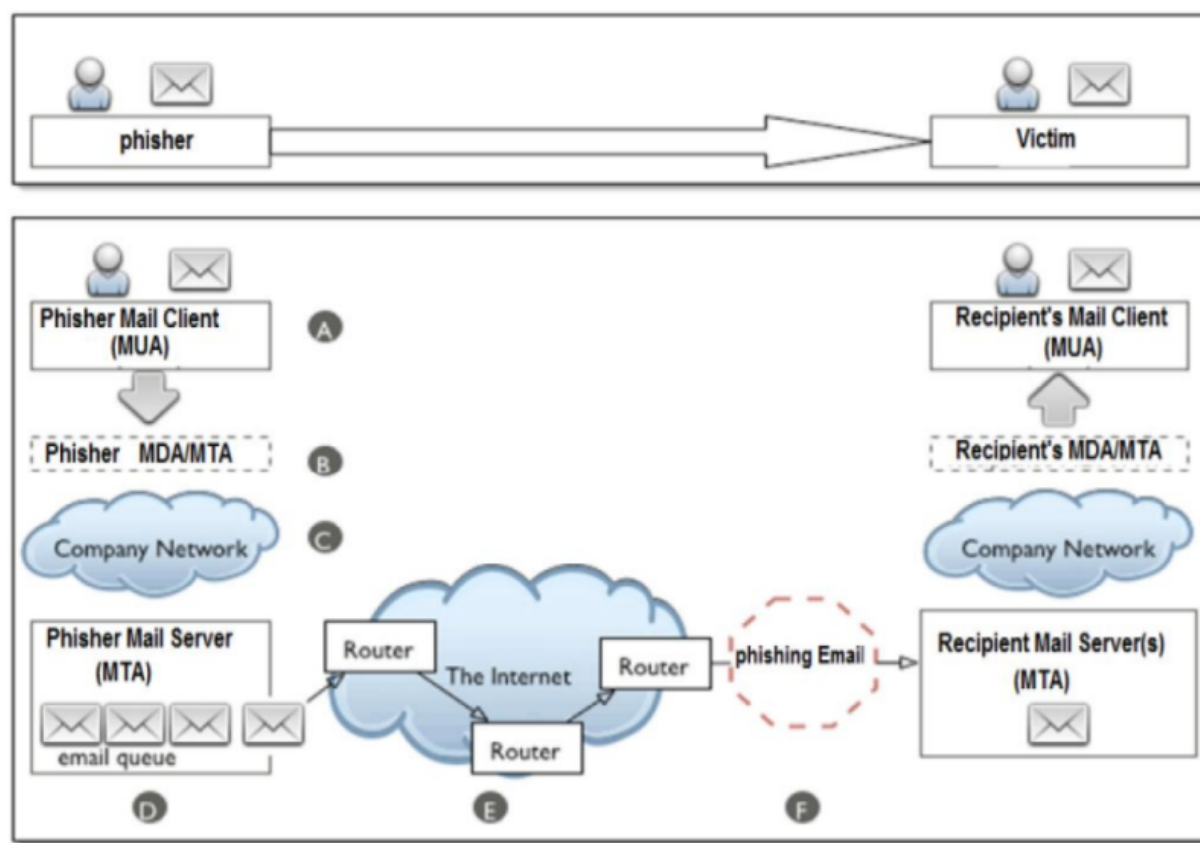 phisher
Victim
Phisher Mail Client
(MUA)
A
Recipient's Mail Client
(MUA)
Phisher MDA/MTA
B
Recipient's MDA/MTA
Company Network
C
Company Network
Phisher Mail Server
(MTA)
email queue
Router
The Internet
Router
Router
phishing Email
Recipient Mail Server(s)
(MTA)
D
E
F